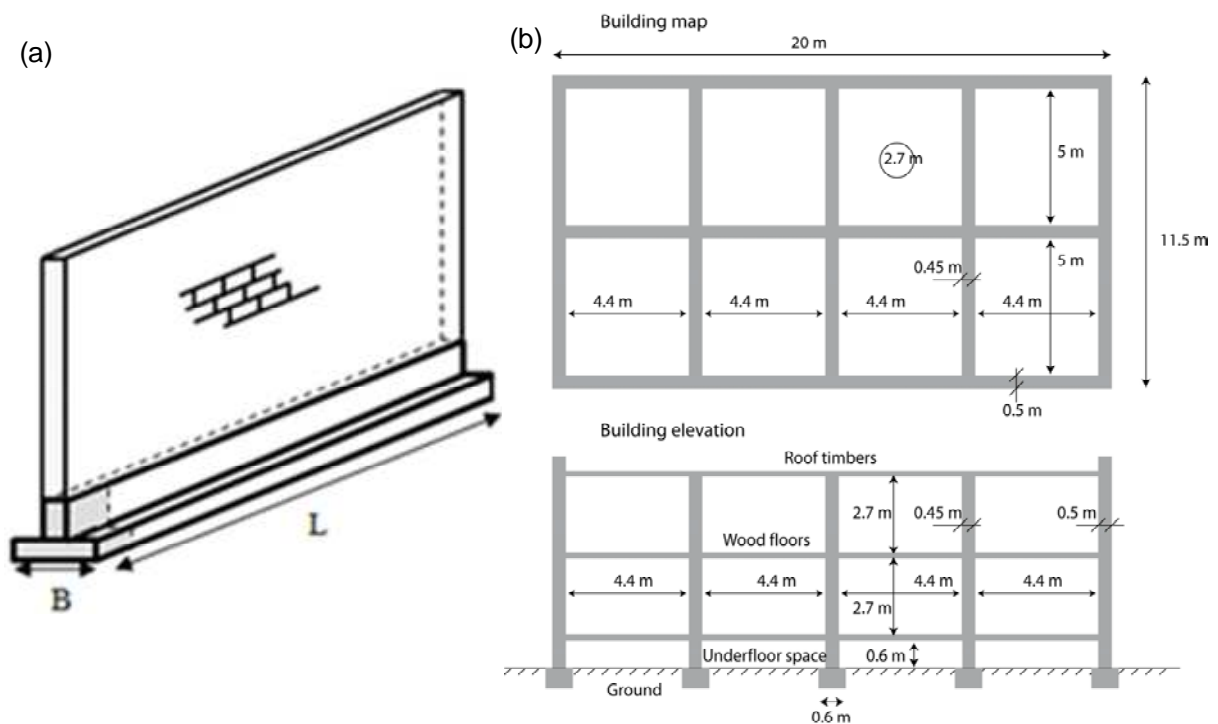 (a)
B
L
(b)
Building map
20 m
2.7 m
5 m
11.5 m
0.45 m
5 m
4.4 m
4.4 m
4.4 m
4.4 m
0.5 m
Building elevation
Roof timbers
2.7 m
0.45 m
0.5 m
Wood floors
4.4 m
4.4 m
4.4 m
4.4 m
2.7 m
Underfloor space
0.6 m
Ground
0.6 m